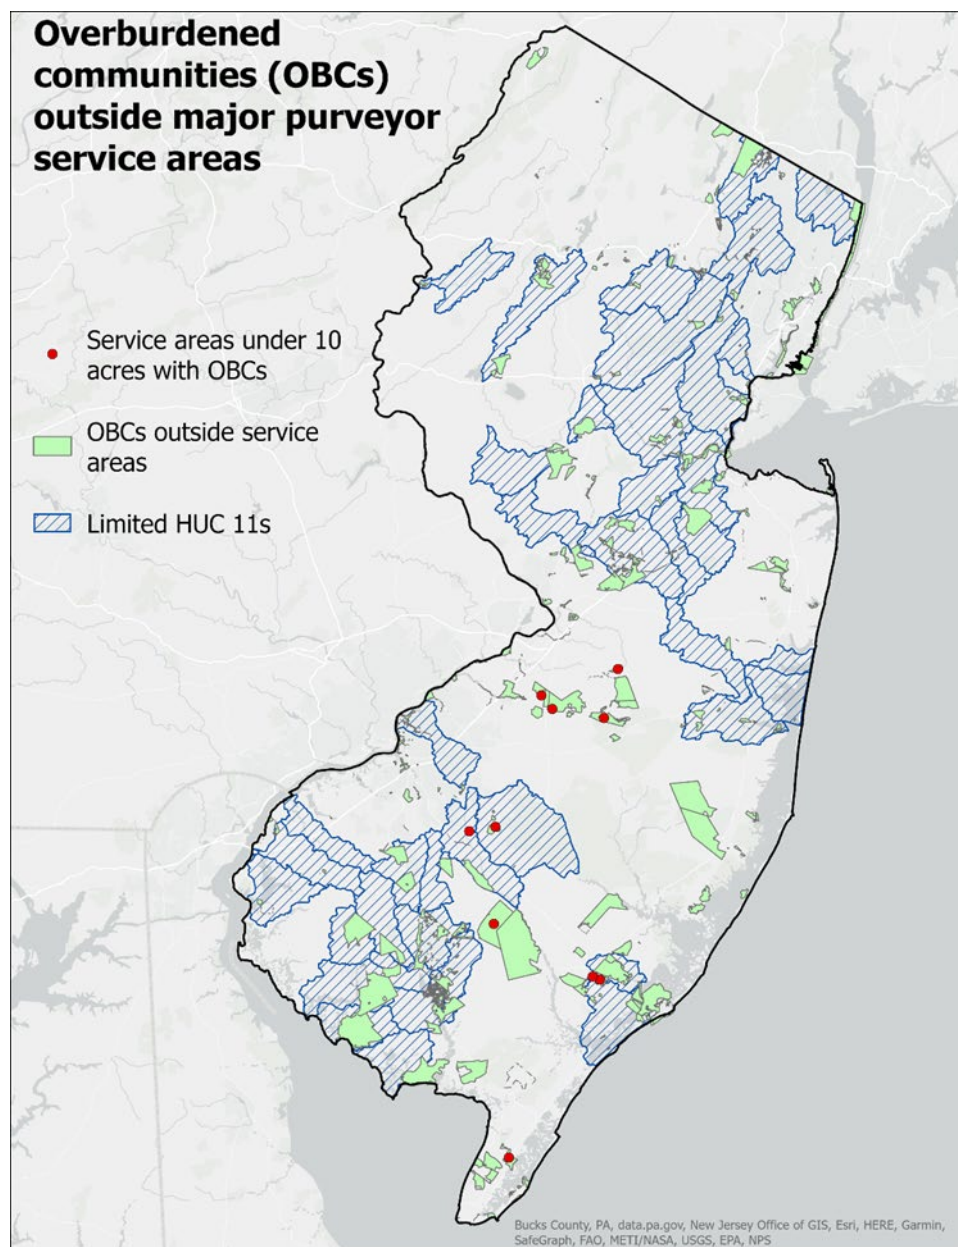 Overburdened
communities (OBCs)
outside major purveyor
service areas
Service areas under 10
acres with OBCs
OBCs outside service
areas
Limited HUC 11s
Bucks County, PA, data.pa.gov, New Jersey Office of GIS, Esri, HERE, Garmin,
SafeGraph, FAO, METI/NASA, USGS, EPA, NPS